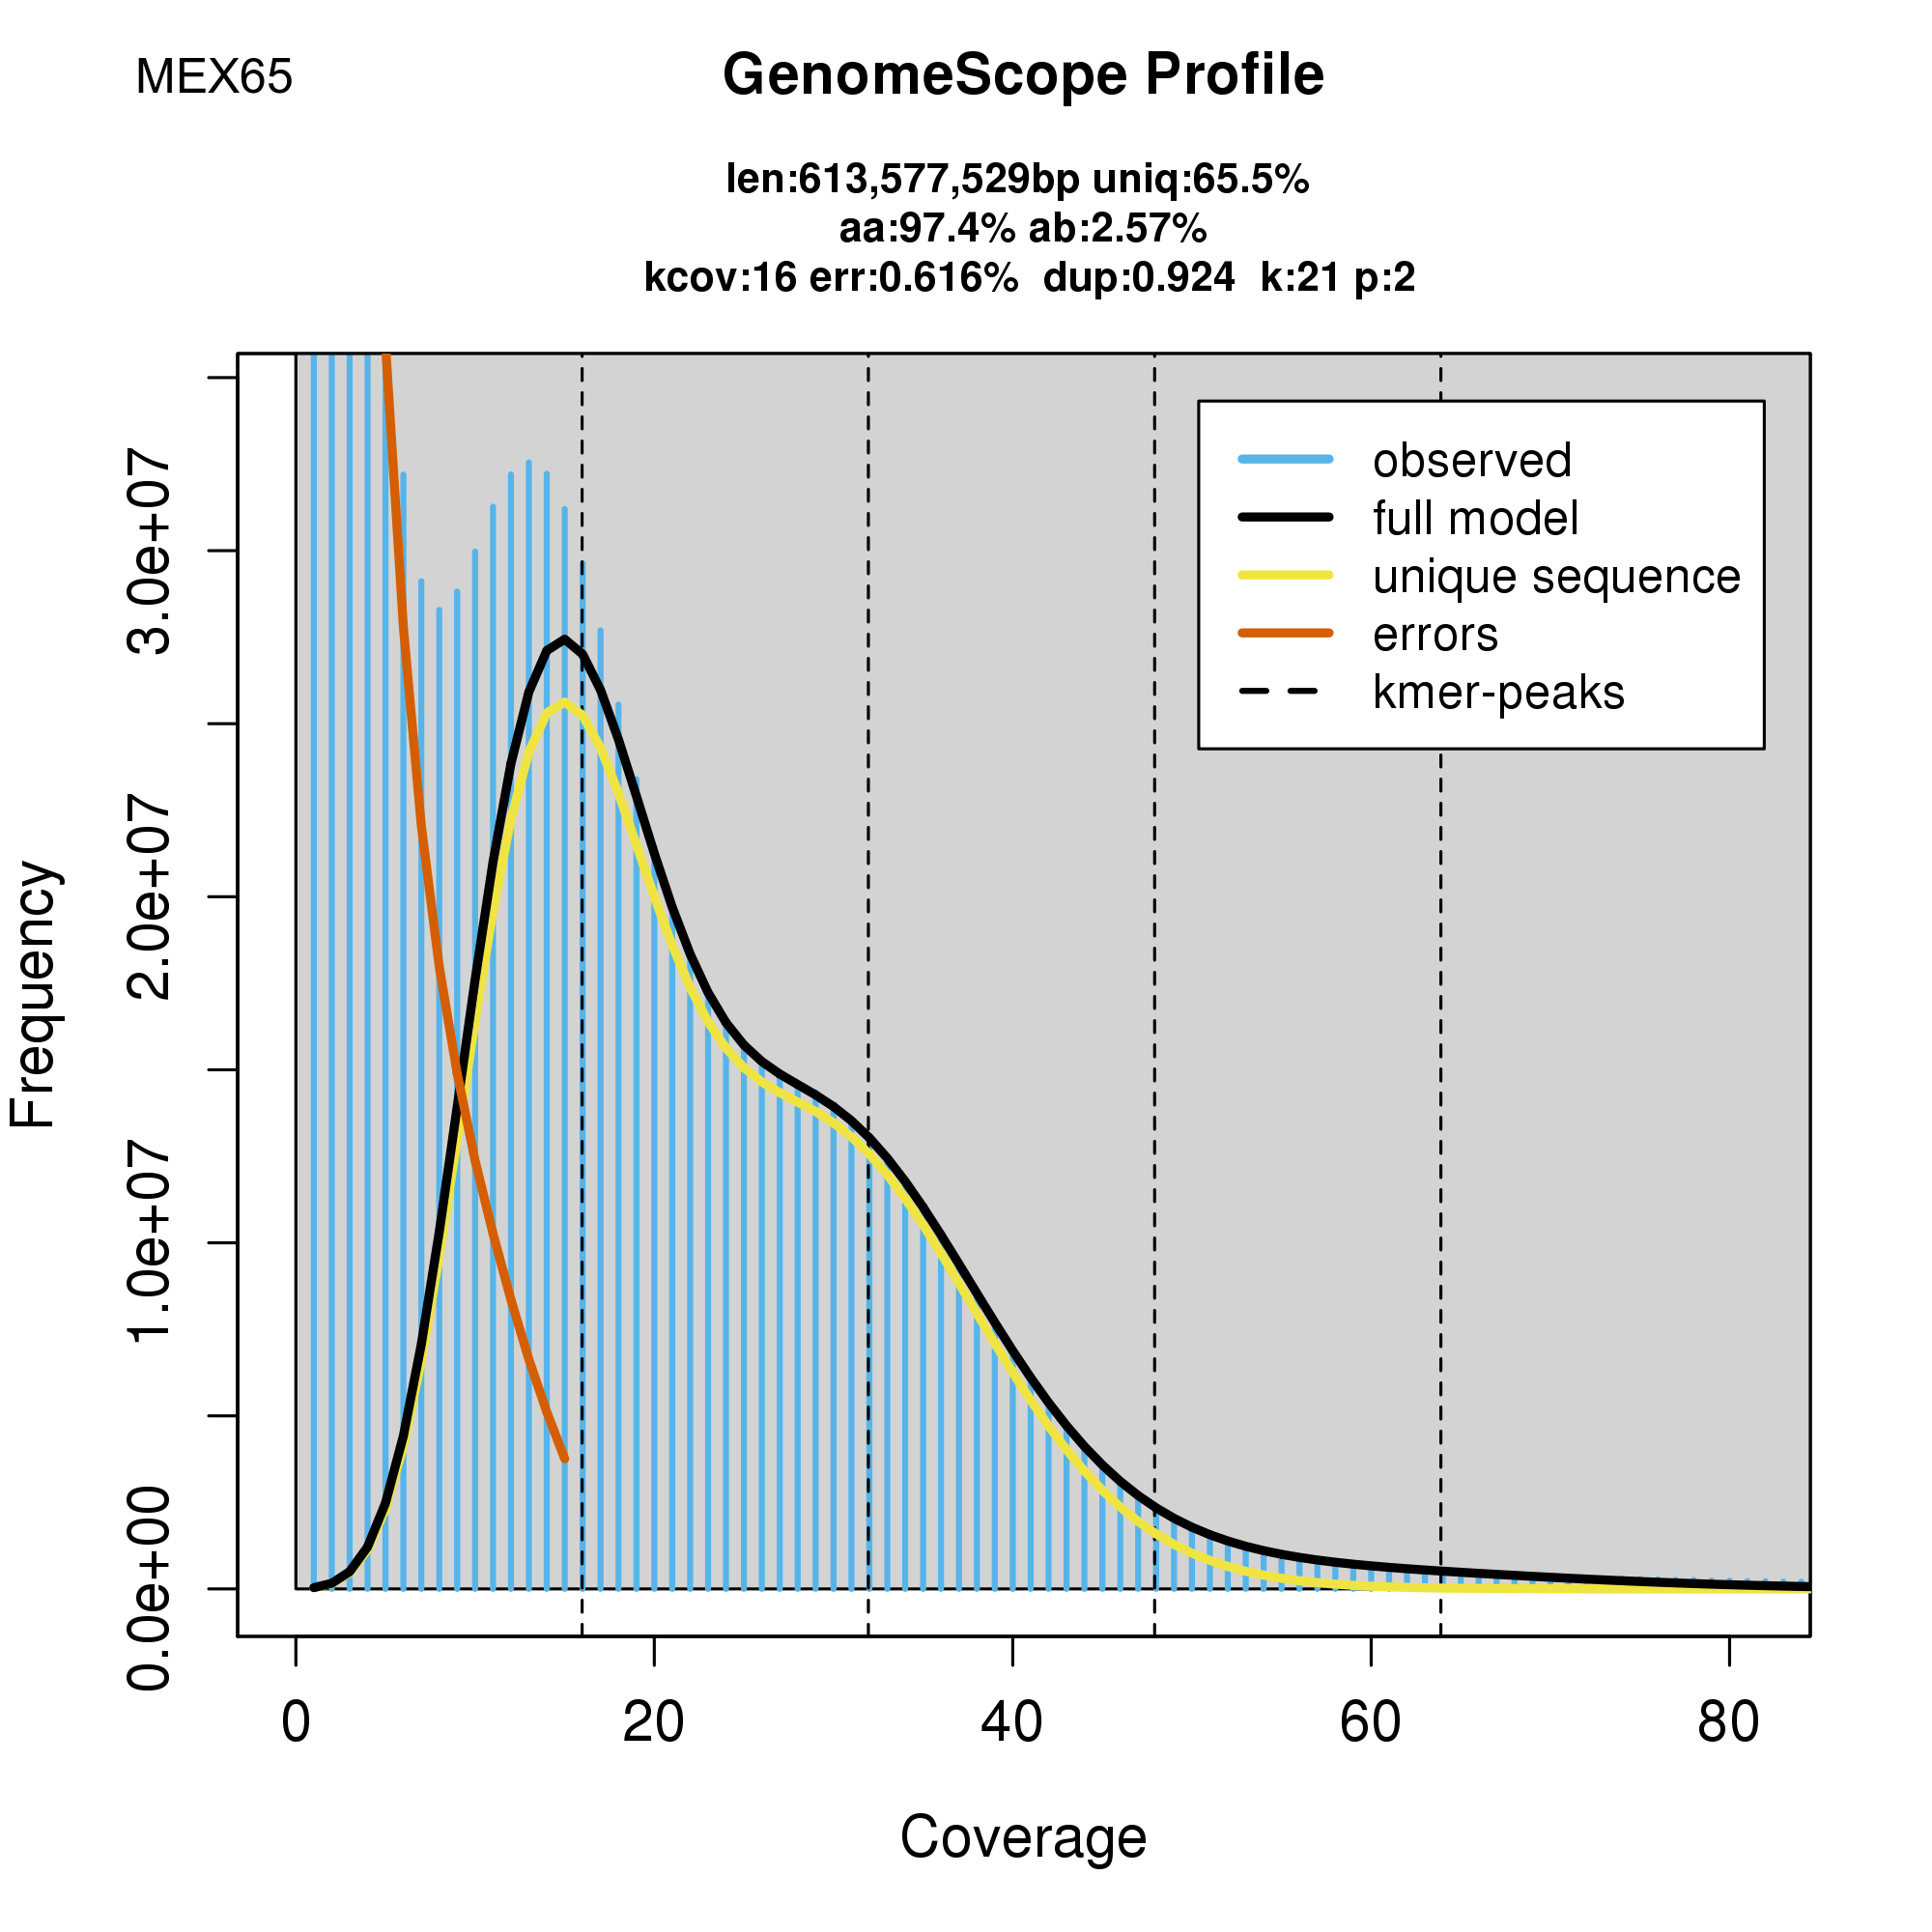 MEX65
GenomeScope Profile
len:613,577,529bp uniq:65.5%
aa:97.4% ab:2.57%
kcov:16 err:0.616%  dup:0.924  k:21 p:2
observed
full model
unique sequence
errors
kmer-peaks
Frequency
0.0e+00
1.0e+07
2.0e+07
3.0e+07
0 20 40 60 80
Coverage